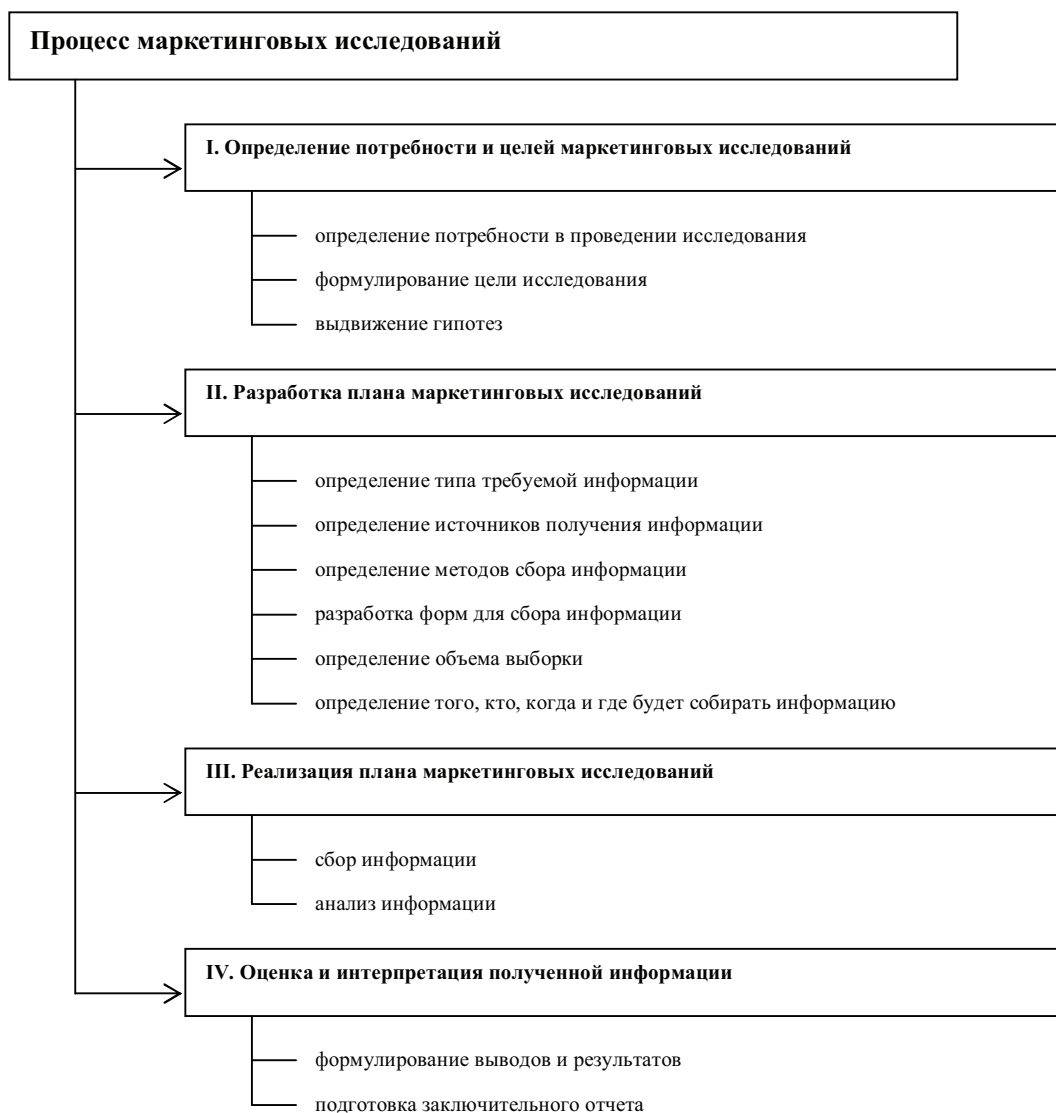 Процесс маркетинговых исследований
I. Определение потребности и целей маркетинговых исследований
определение потребности в проведении исследования
формулирование цели исследования
выдвижение гипотез
II. Разработка плана маркетинговых исследований
определение типа требуемой информации
определение источников получения информации
определение методов сбора информации
разработка форм для сбора информации
определение объема выборки
определение того, кто, когда и где будет собирать информацию
III. Реализация плана маркетинговых исследований
сбор информации
анализ информации
IV. Оценка и интерпретация полученной информации
формулирование выводов и результатов
подготовка заключительного отчета